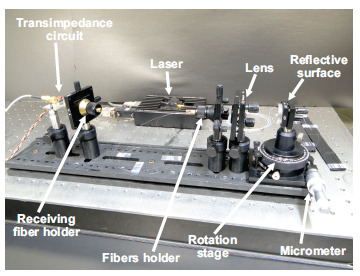 Transimpedance
circuit
Laser
Lens
Reflective
surface
Receiving
fiber holder
Fibers holder
Rotation
stage
Micrometer